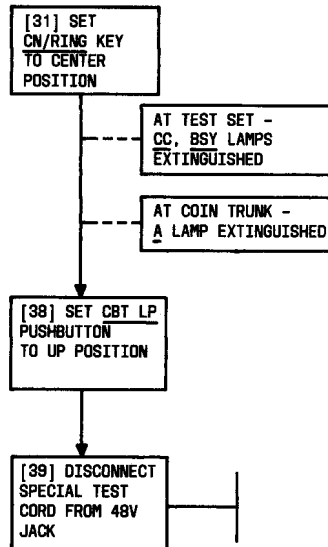 [31] SET
CN/RING KEY
TO CENTER
POSITION
AT TEST SET -
CC, BSY LAMPS
EXTINGUISHED
AT COIN TRUNK -
A LAMP EXTINGUISHED
[38] SET CBT LP
PUSHBUTTON
TO UP POSITION
[39] DISCONNECT
SPECIAL TEST
CORD FROM 48V
JACK